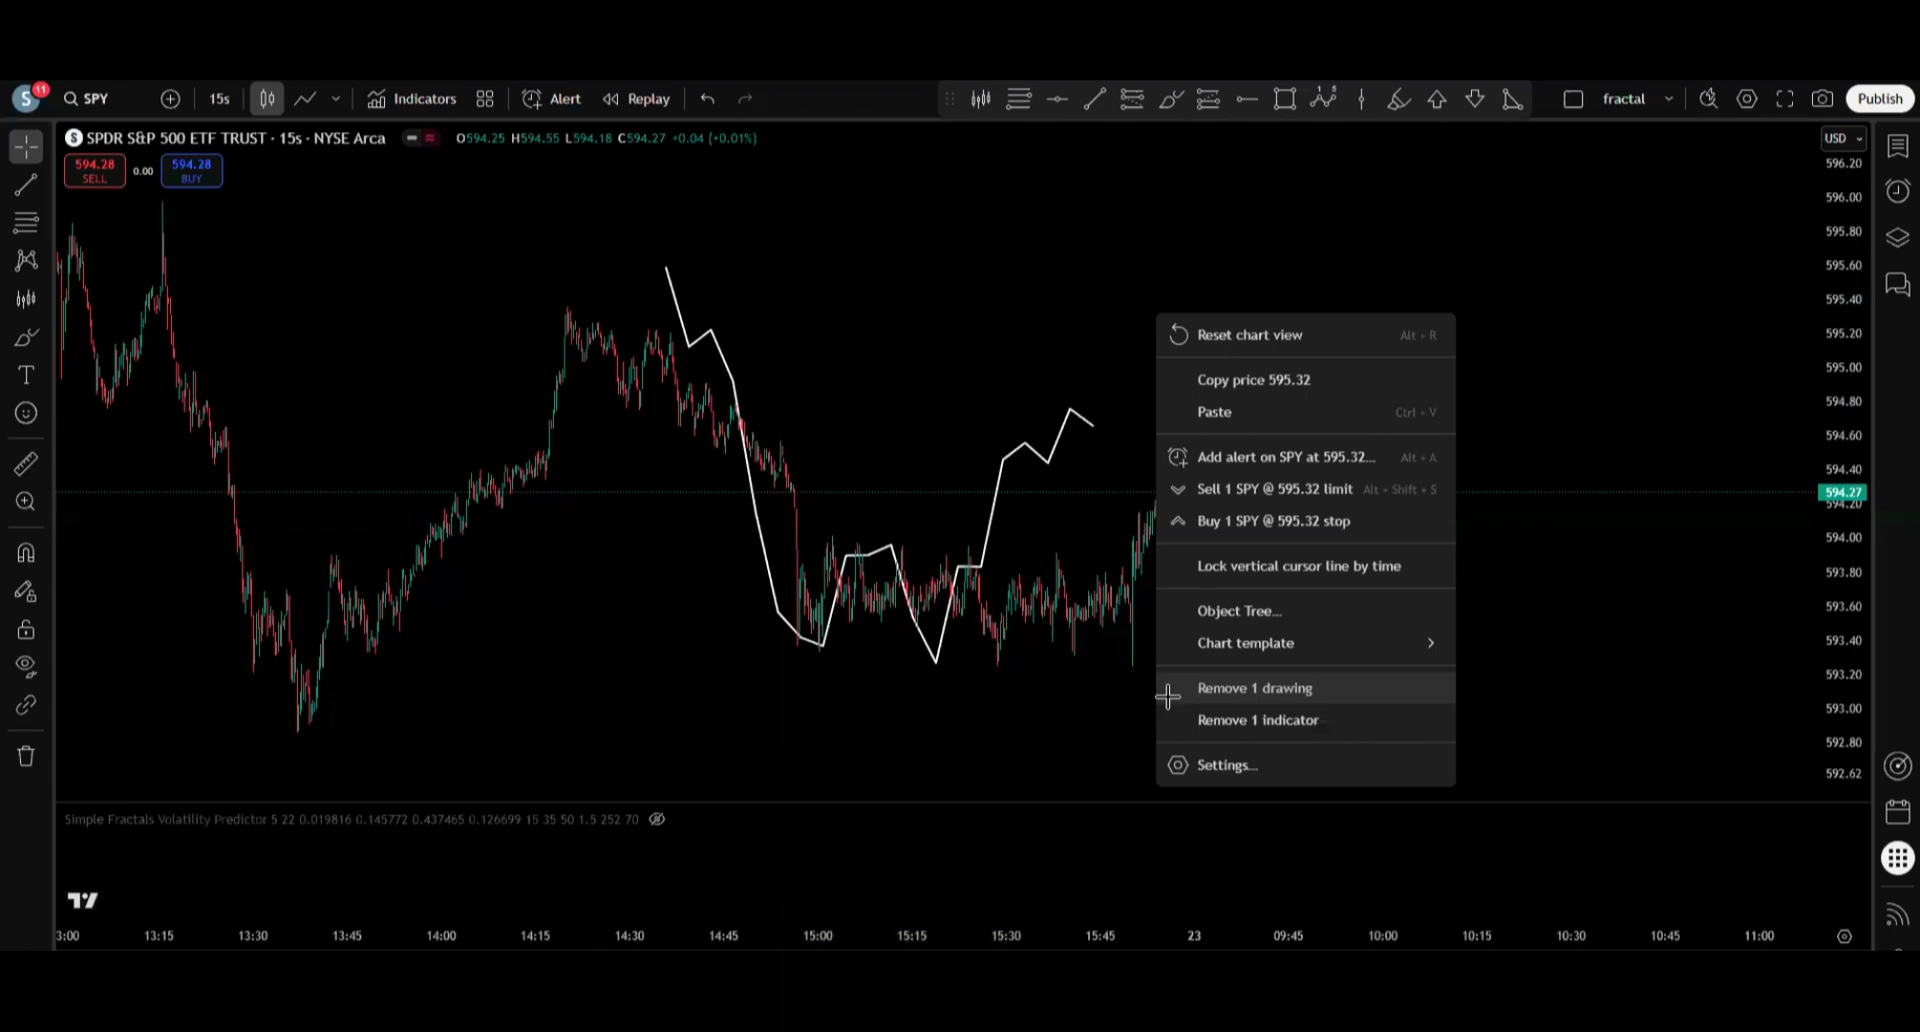 S 11 SPY 15s Indicators Alert Replay fractal Publish
S SPDR S&P 500 ETF TRUST · 15s · NYSE Arca O594.25 H594.55 L594.18 C594.27 +0.04 (+0.01%) USD
594.28 0.00 594.28
SELL BUY
596.20
596.00
595.80
595.60
595.40
595.20
595.00
594.80
594.60
594.40
594.27
594.20
594.00
593.80
593.60
593.40
593.20
593.00
592.80
592.62
Reset chart view Alt + R
Copy price 595.32
Paste Ctrl + V
Add alert on SPY at 595.32... Alt + A
Sell 1 SPY @ 595.32 limit Alt + Shift + S
Buy 1 SPY @ 595.32 stop
Lock vertical cursor line by time
Object Tree...
Chart template
Remove 1 drawing
Remove 1 indicator
Settings...
Simple Fractals Volatility Predictor 5 22 0.019816 0.145772 0.437465 0.126699 15 35 50 1.5 252 70
3:00 13:15 13:30 13:45 14:00 14:15 14:30 14:45 15:00 15:15 15:30 15:45 23 09:45 10:00 10:15 10:30 10:45 11:00